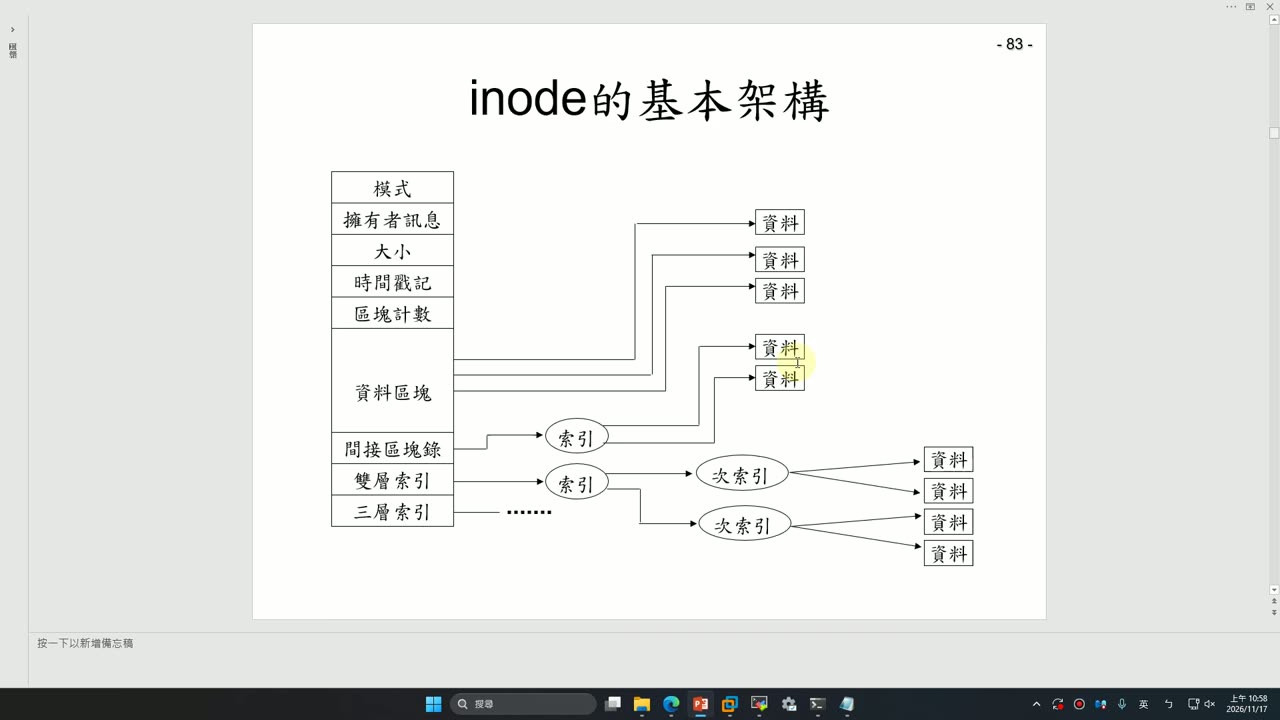 - 83 -
inode的基本架構
模式
擁有者訊息
大小
時間戳記
區塊計數
資料區塊
間接區塊錄
雙層索引
三層索引
資料
資料
資料
資料
資料
索引
索引
次索引
次索引
資料
資料
資料
資料
.......
按一下以新增備忘稿
搜尋
英
上午 10:58
2026/11/17